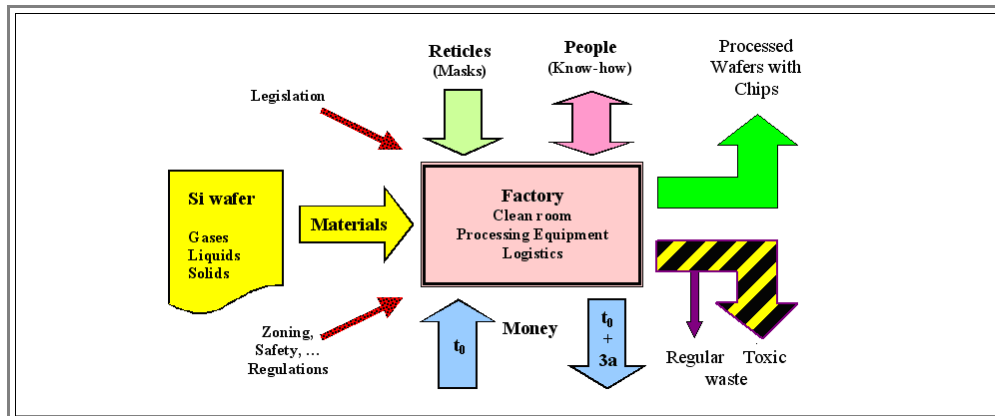 Reticles
(Masks)
People
(Know-how)
Processed
Wafers with
Chips
Legislation
Si wafer
Gases
Liquids
Solids
Materials
Factory
Clean room
Processing Equipment
Logistics
Zoning,
Safety, ...
Regulations
t0
Money
t0
+
3a
Regular Toxic
waste